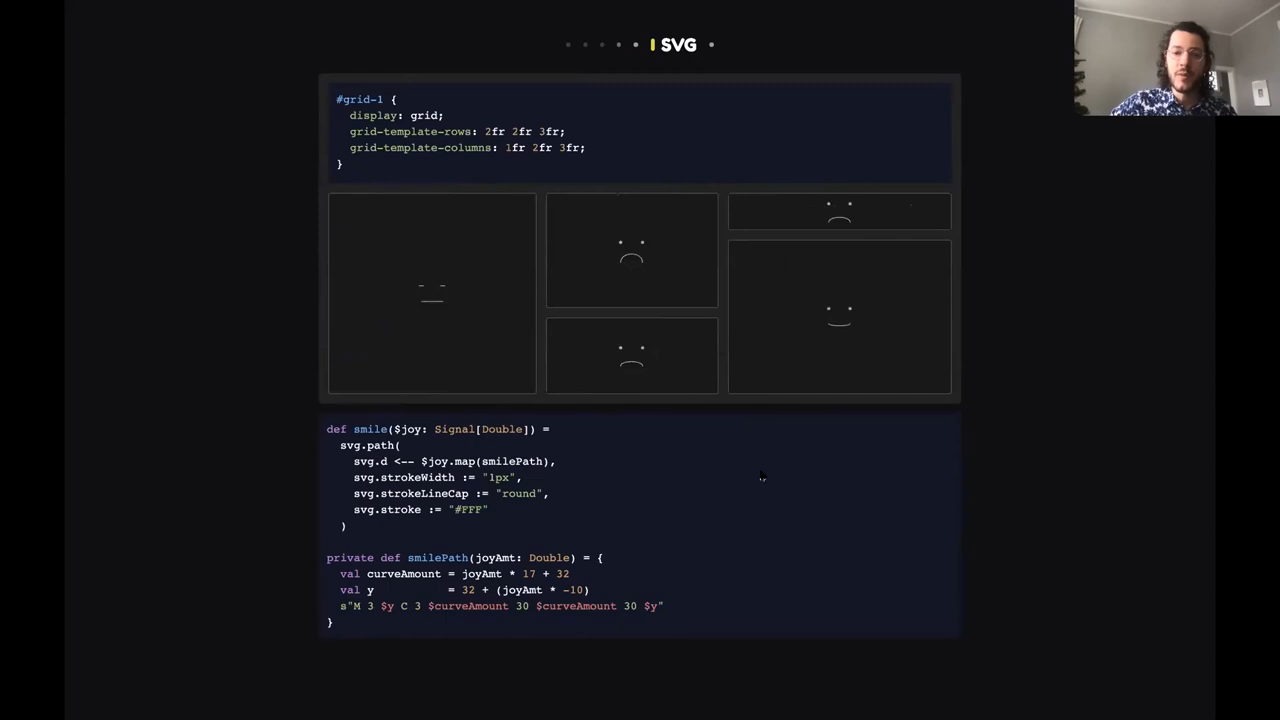 SVG
#grid-1 {
  display: grid;
  grid-template-rows: 2fr 2fr 3fr;
  grid-template-columns: 1fr 2fr 3fr;
}
def smile($joy: Signal[Double]) =
  svg.path(
    svg.d <-- $joy.map(smilePath),
    svg.strokeWidth := "1px",
    svg.strokeLineCap := "round",
    svg.stroke := "#FFF"
  )
private def smilePath(joyAmt: Double) = {
  val curveAmount = joyAmt * 17 + 32
  val y           = 32 + (joyAmt * -10)
  s"M 3 $y C 3 $curveAmount 30 $curveAmount 30 $y"
}